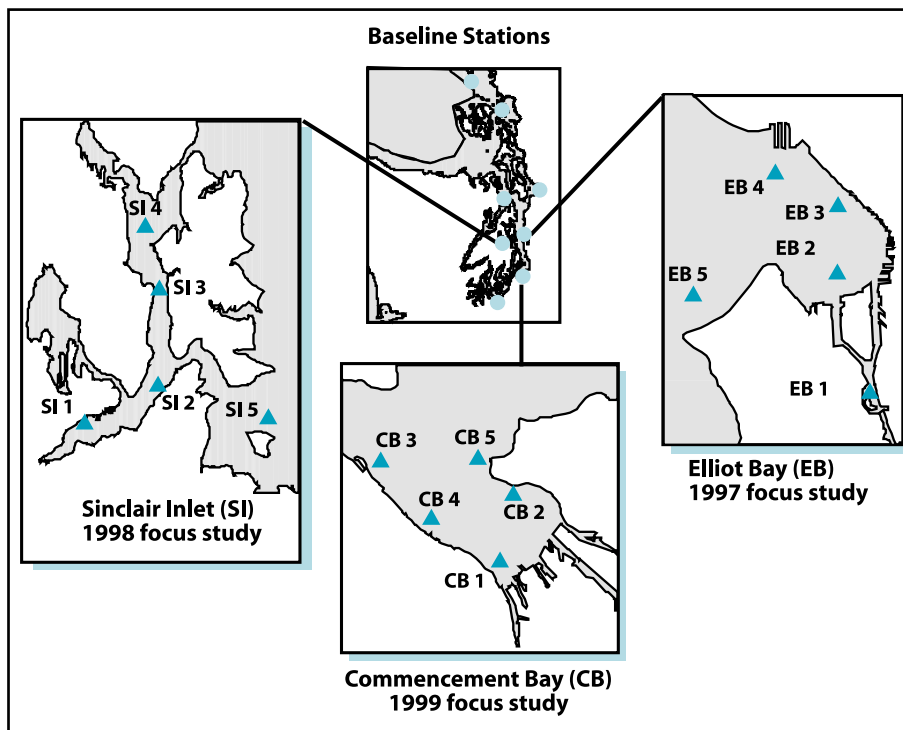 Baseline Stations
SI 4
SI 3
SI 1
SI 2
SI 5
Sinclair Inlet (SI)
1998 focus study
CB 3
CB 5
CB 4
CB 2
CB 1
Commencement Bay (CB)
1999 focus study
EB 4
EB 3
EB 2
EB 5
EB 1
Elliot Bay (EB)
1997 focus study